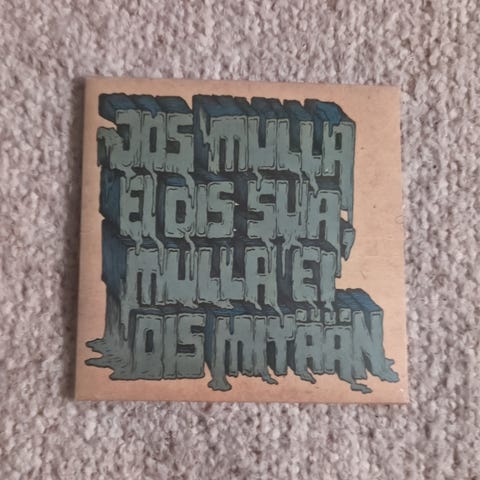 JOS MULLA
EI OIS SUA,
MULLA EI
OIS MITÄÄN